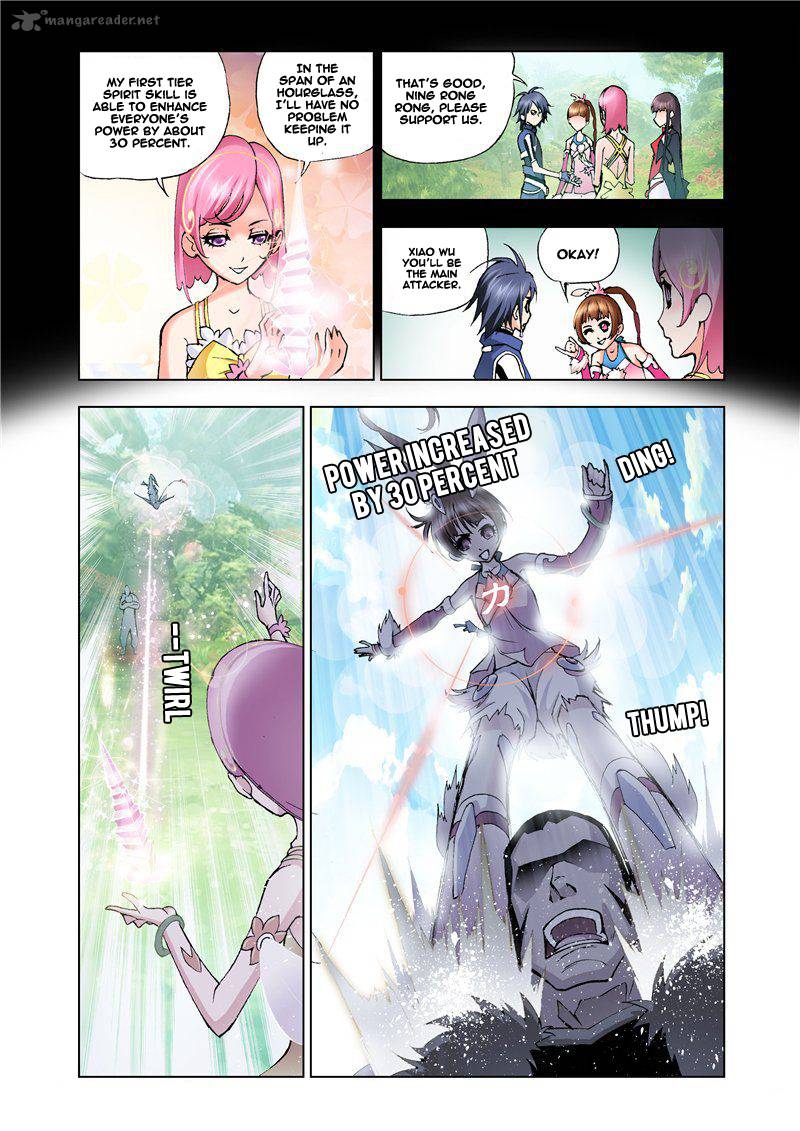 mangareader.net
MY FIRST TIER
SPIRIT SKILL IS
ABLE TO ENHANCE
EVERYONE'S
POWER BY ABOUT
30 PERCENT.
IN THE
SPAN OF AN
HOURGLASS,
I'LL HAVE NO
PROBLEM
KEEPING IT
UP.
THAT'S GOOD,
NING RONG
RONG, PLEASE
SUPPORT US.
XIAO WU
YOU'LL BE
THE MAIN
ATTACKER.
OKAY!
---TWIRL
POWER INCREASED
BY 30 PERCENT
DING!
力
THUMP!